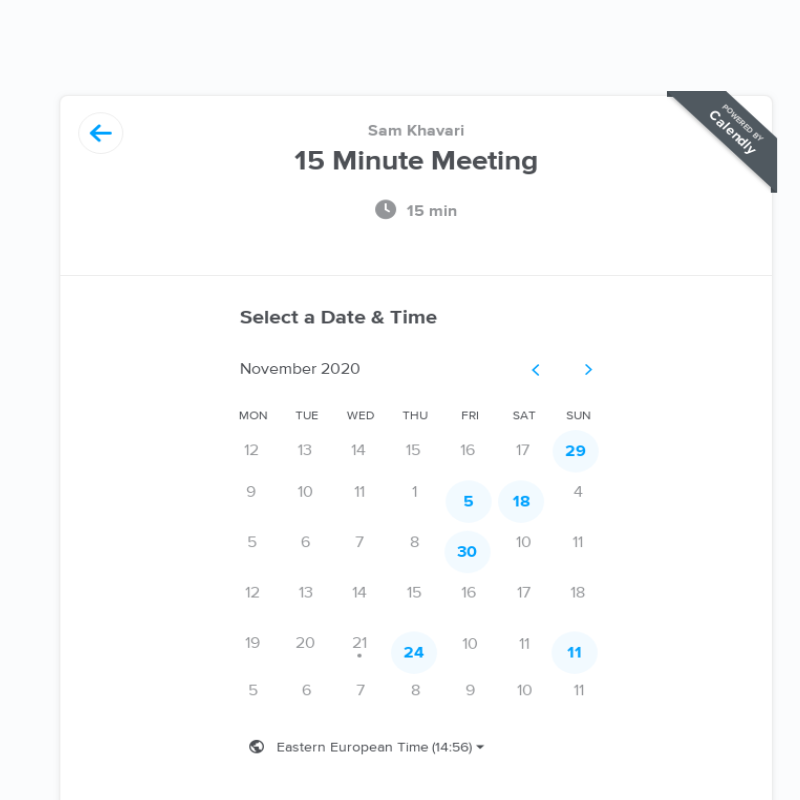 POWERED BY
Calendly
Sam Khavari
15 Minute Meeting
15 min
Select a Date & Time
November 2020
MON TUE WED THU FRI SAT SUN
12 13 14 15 16 17 29
9 10 11 1 5 18 4
5 6 7 8 30 10 11
12 13 14 15 16 17 18
19 20 21 24 10 11 11
5 6 7 8 9 10 11
Eastern European Time (14:56)